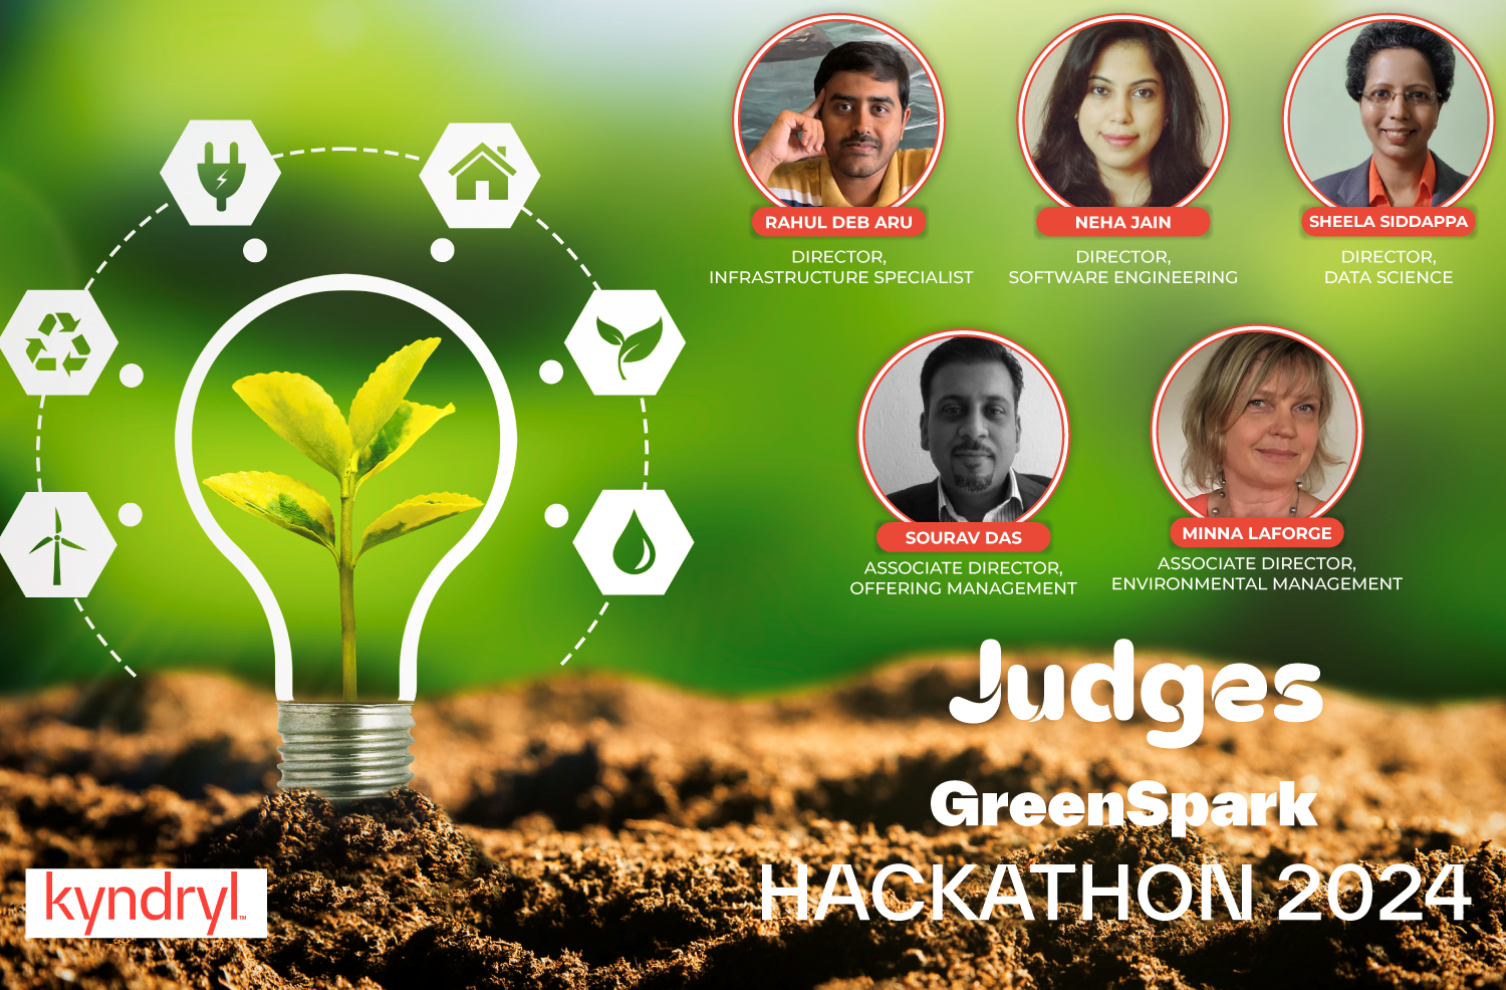 RAHUL DEB ARU
DIRECTOR,
INFRASTRUCTURE SPECIALIST
NEHA JAIN
DIRECTOR,
SOFTWARE ENGINEERING
SHEELA SIDDAPPA
DIRECTOR,
DATA SCIENCE
SOURAV DAS
ASSOCIATE DIRECTOR,
OFFERING MANAGEMENT
MINNA LAFORGE
ASSOCIATE DIRECTOR,
ENVIRONMENTAL MANAGEMENT
Judges
GreenSpark
HACKATHON 2024
kyndryl™